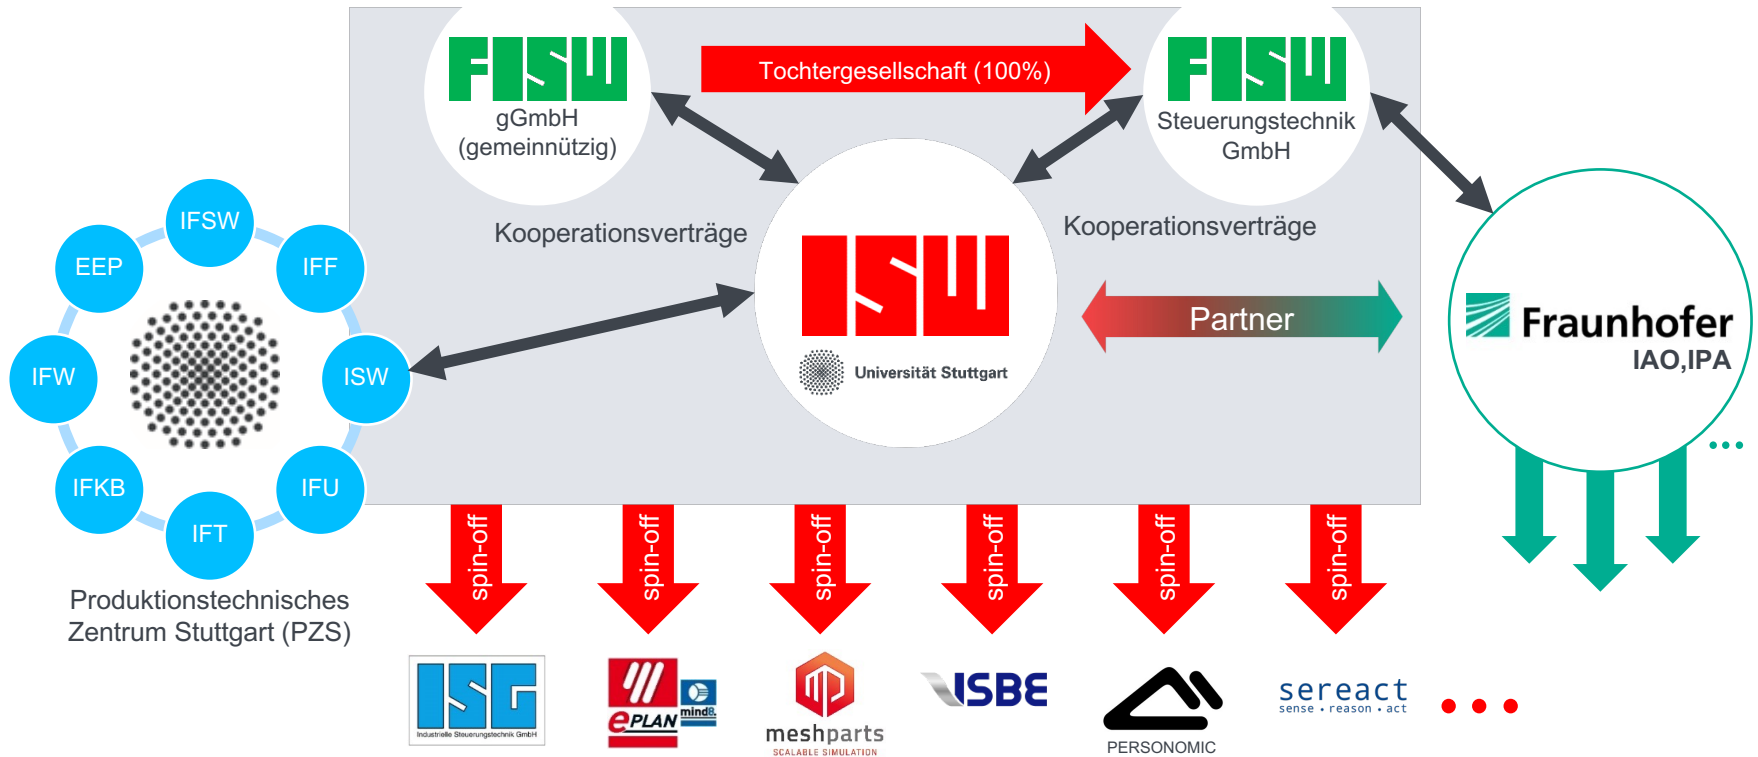 FISW
gGmbH
(gemeinnützig)
Tochtergesellschaft (100%)
FISW
Steuerungstechnik
GmbH
Kooperationsverträge
Kooperationsverträge
ISW
Universität Stuttgart
Partner
Fraunhofer
IAO,IPA
...
IFSW
IFF
ISW
IFU
IFT
IFKB
IFW
EEP
Produktionstechnisches
Zentrum Stuttgart (PZS)
spin-off
spin-off
spin-off
spin-off
spin-off
spin-off
ISG
Industrielle Steuerungstechnik GmbH
ePLAN
mind8.
meshparts
SCALABLE SIMULATION
ISBE
PERSONOMIC
sereact
sense • reason • act
...